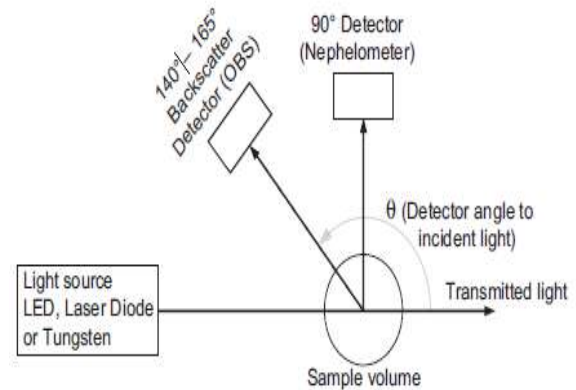 140°– 165°
Backscatter
Detector (OBS)
90° Detector
(Nephelometer)
θ (Detector angle to
incident light)
Light source
LED, Laser Diode
or Tungsten
Transmitted light
Sample volume